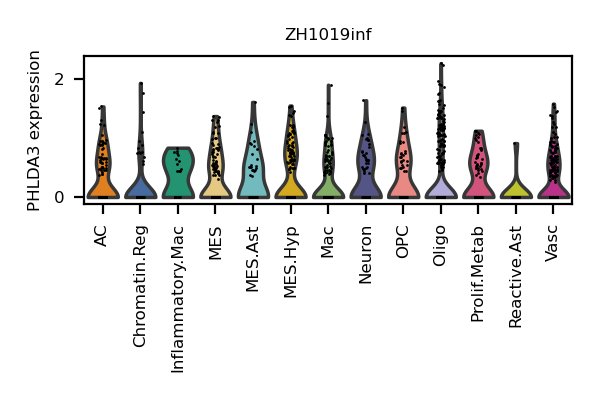 ZH1019inf
PHLDA3 expression
2
0
AC
Chromatin.Reg
Inflammatory.Mac
MES
MES.Ast
MES.Hyp
Mac
Neuron
OPC
Oligo
Prolif.Metab
Reactive.Ast
Vasc